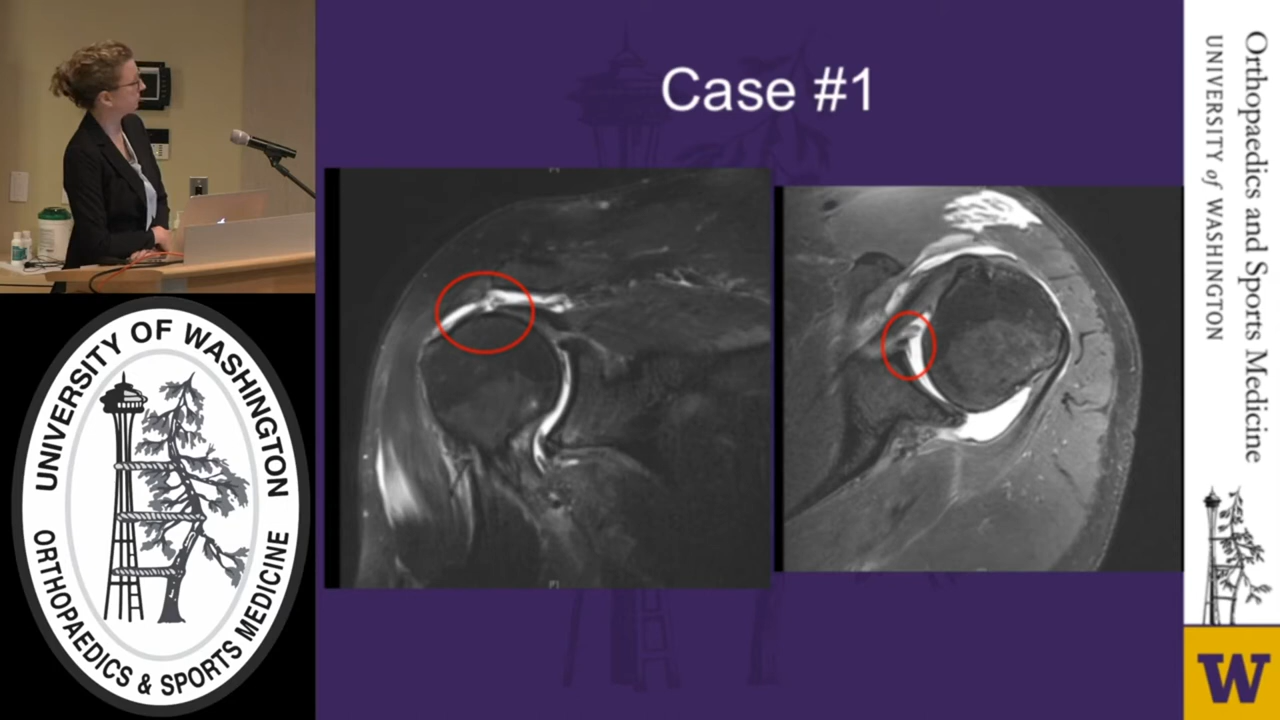 Case #1
UNIVERSITY OF WASHINGTON
ORTHOPAEDICS & SPORTS MEDICINE
Orthopaedics and Sports Medicine
UNIVERSITY of WASHINGTON
W